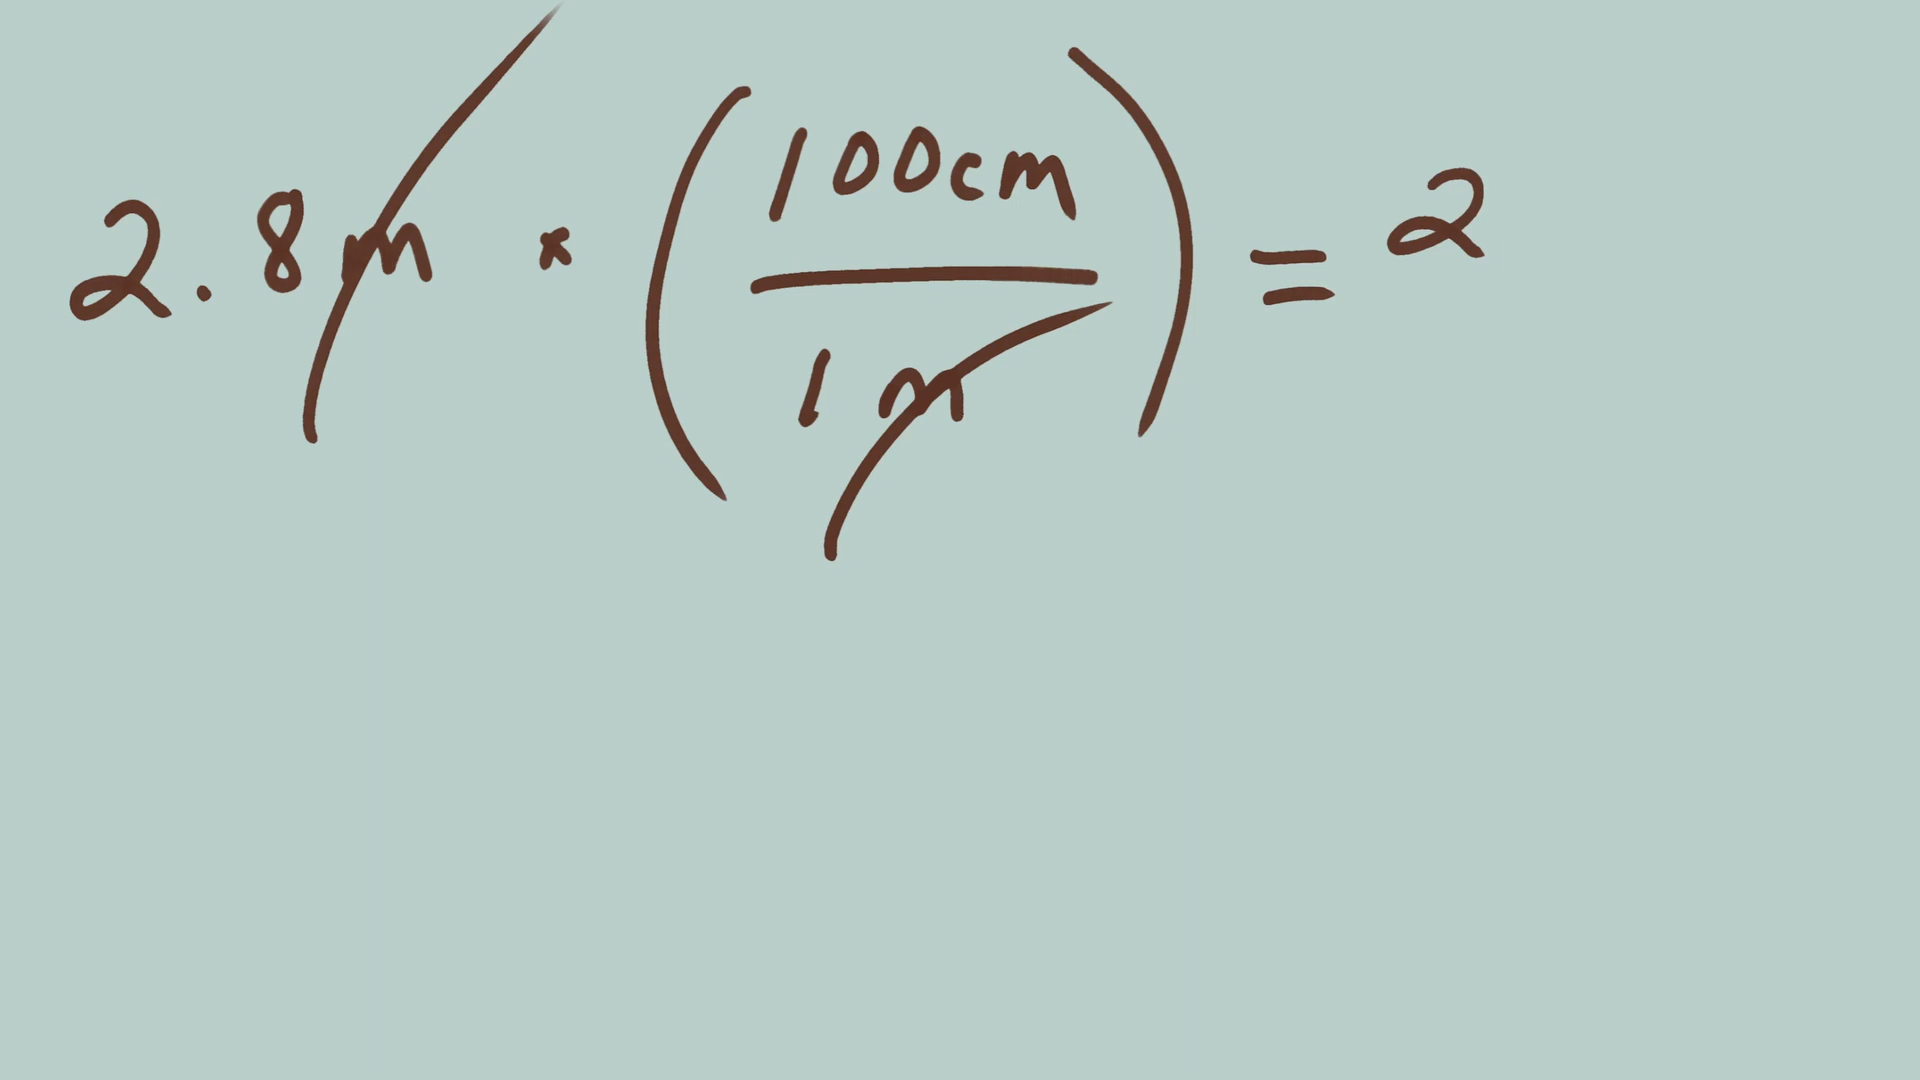 2.8m * (100cm / 1m) = 2